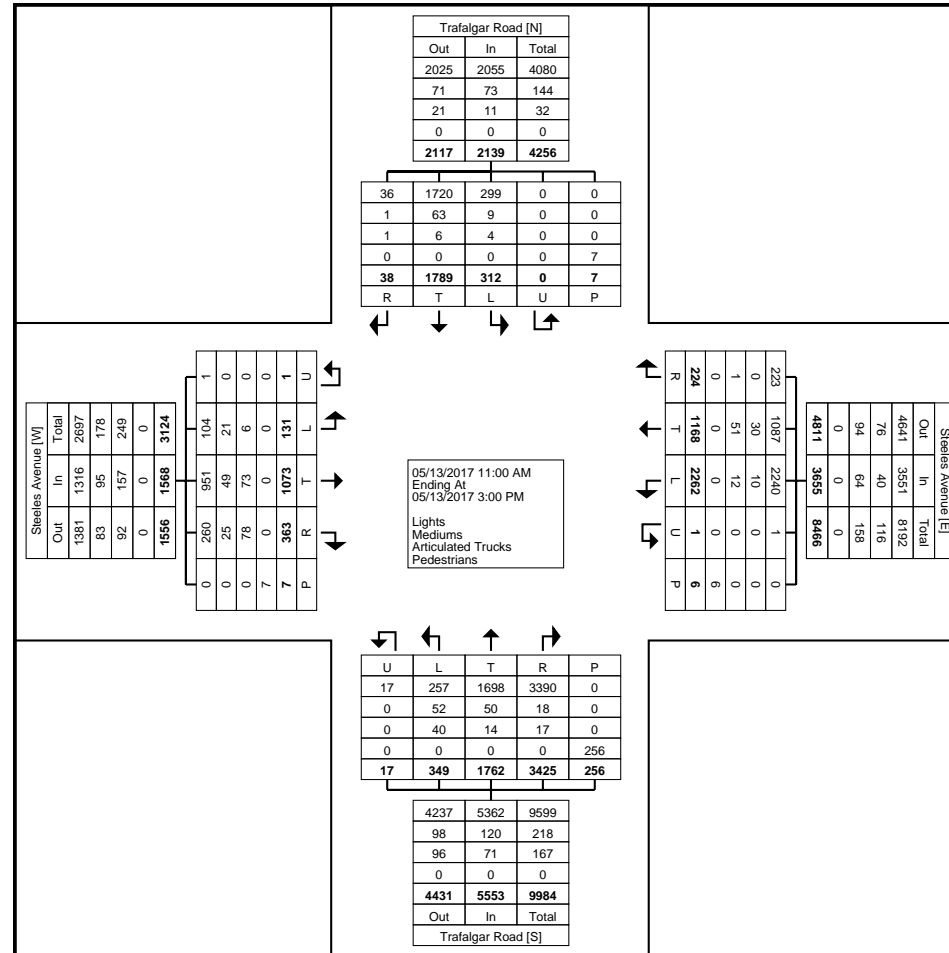 Trafalgar Road [N]
Out In Total
2025 2055 4080
71 73 144
21 11 32
0 0 0
2117 2139 4256
36 1720 299 0 0
1 63 9 0 0
1 6 4 0 0
0 0 0 0 7
38 1789 312 0 7
R T L U P
Steeles Avenue [W]
Out In Total
1381 1316 2697
83 95 178
92 157 249
0 0 0
1556 1568 3124
0 260 951 104 1
0 25 49 21 0
0 78 73 6 0
7 0 0 0 0
7 363 1073 131 1
P R T L U
05/13/2017 11:00 AM
Ending At
05/13/2017 3:00 PM
Lights
Mediums
Articulated Trucks
Pedestrians
Steeles Avenue [E]
Out In Total
4641 3551 8192
76 40 116
94 64 158
0 0 0
4811 3655 8466
223 1087 2240 1 0
0 30 10 0 0
1 51 12 0 0
0 0 0 0 6
224 1168 2262 1 6
R T L U P
U L T R P
17 257 1698 3390 0
0 52 50 18 0
0 40 14 17 0
0 0 0 0 256
17 349 1762 3425 256
4237 5362 9599
98 120 218
96 71 167
0 0 0
4431 5553 9984
Out In Total
Trafalgar Road [S]